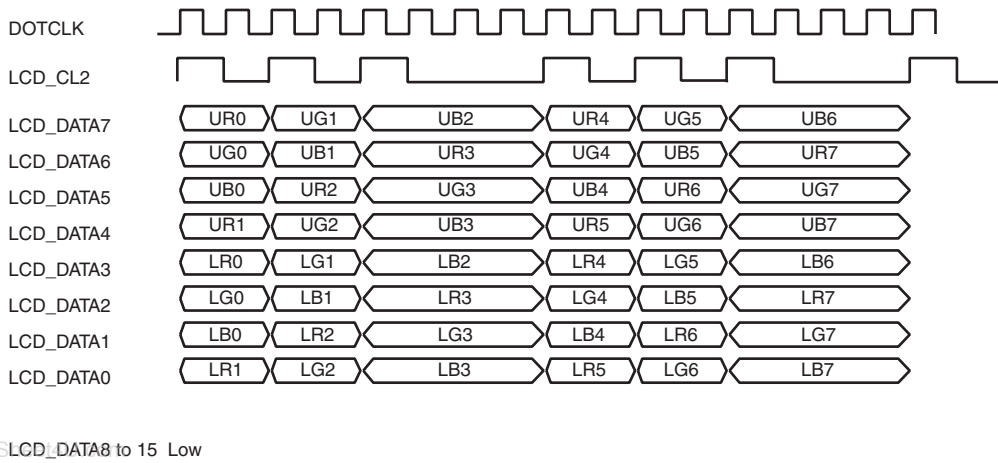 DOTCLK
LCD_CL2
LCD_DATA7 UR0 UG1 UB2 UR4 UG5 UB6
LCD_DATA6 UG0 UB1 UR3 UG4 UB5 UR7
LCD_DATA5 UB0 UR2 UG3 UB4 UR6 UG7
LCD_DATA4 UR1 UG2 UB3 UR5 UG6 UB7
LCD_DATA3 LR0 LG1 LB2 LR4 LG5 LB6
LCD_DATA2 LG0 LB1 LR3 LG4 LB5 LR7
LCD_DATA1 LB0 LR2 LG3 LB4 LR6 LG7
LCD_DATA0 LR1 LG2 LB3 LR5 LG6 LB7
LCD_DATA8 to 15 Low